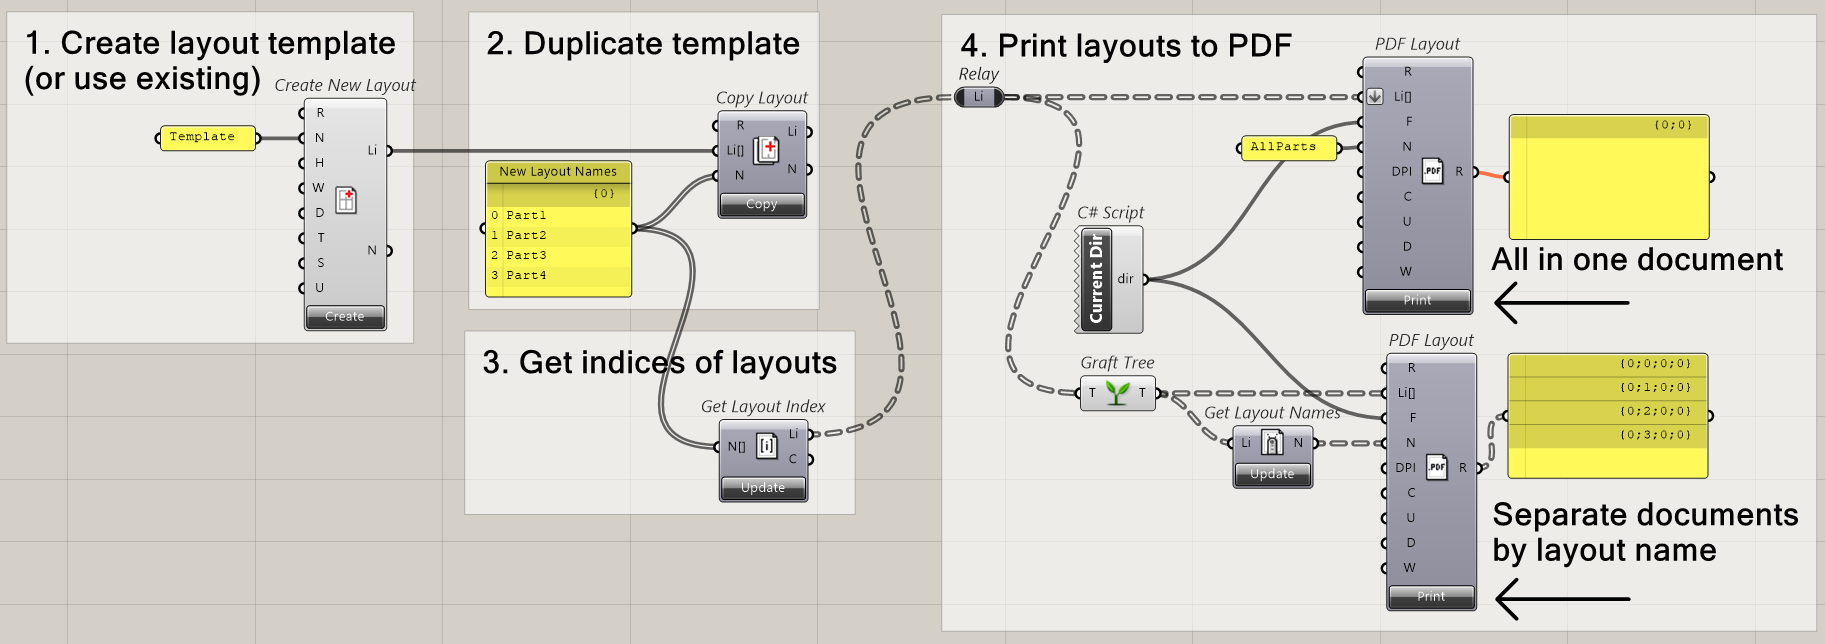 1. Create layout template
(or use existing)
Create New Layout
R
Template
N
H
W
D
T
S
U
Li
N
Create
2. Duplicate template
Copy Layout
R
Li[]
N
Li
N
Copy
New Layout Names
{0}
0 Part1
1 Part2
2 Part3
3 Part4
3. Get indices of layouts
Get Layout Index
N[]
[i]
Li
C
Update
4. Print layouts to PDF
Relay
Li
C# Script
Current Dir
dir
AllParts
PDF Layout
R
Li[]
F
N
DPI
C
U
D
W
.PDF
R
Print
{0;0}
All in one document
Graft Tree
T
T
Get Layout Names
Li
N
Update
PDF Layout
R
Li[]
F
N
DPI
C
U
D
W
.PDF
R
Print
{0;0;0;0}
{0;1;0;0}
{0;2;0;0}
{0;3;0;0}
Separate documents
by layout name